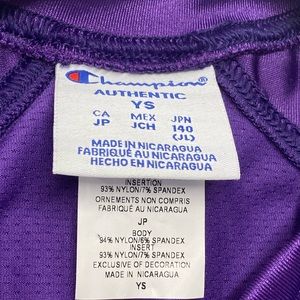 Champion
AUTHENTIC
YS
CA MEX JPN
JP JCH 140
(JL)
MADE IN NICARAGUA
FABRIQUÉ AU NICARAGUA
HECHO EN NICARAGUA
INSERTION
93% NYLON/7% SPANDEX
ORNEMENTS NON COMPRIS
FABRIQUÉ AU NICARAGUA
JP
BODY
94% NYLON/6% SPANDEX
INSERT
93% NYLON/7% SPANDEX
EXCLUSIVE OF DECORATION
MADE IN NICARAGUA
YS